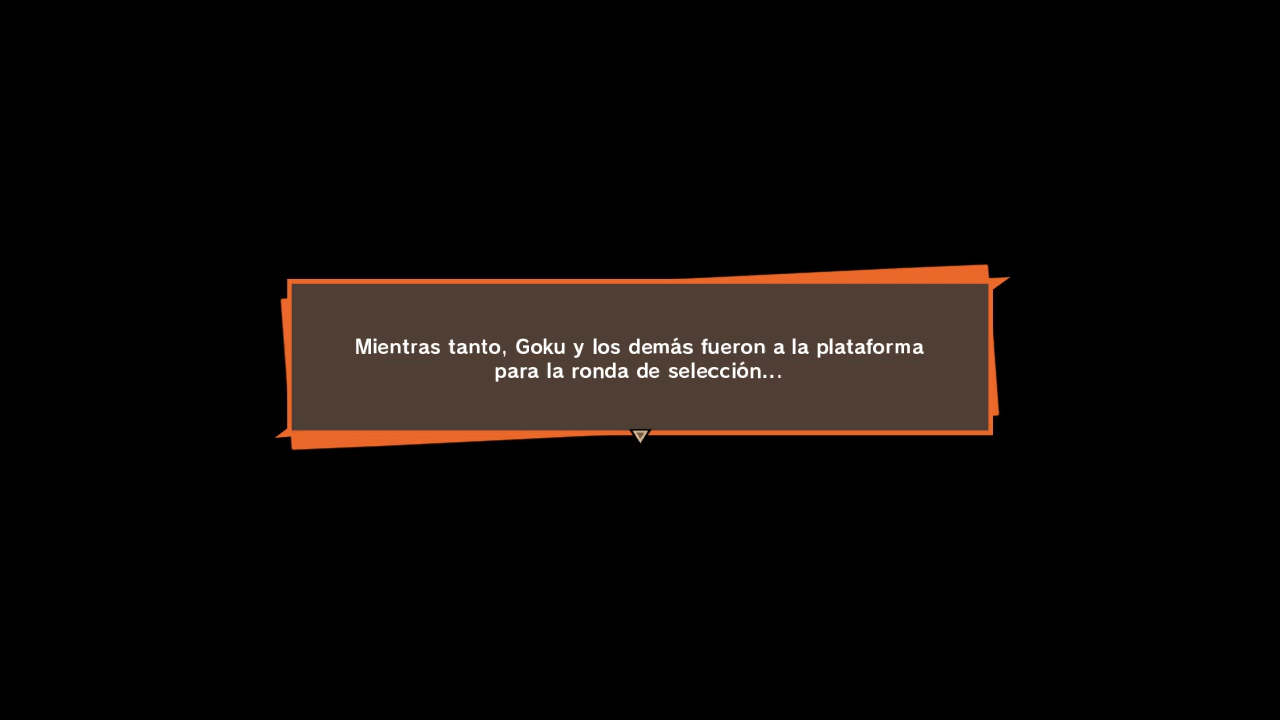 Mientras tanto, Goku y los demás fueron a la plataforma
para la ronda de selección...